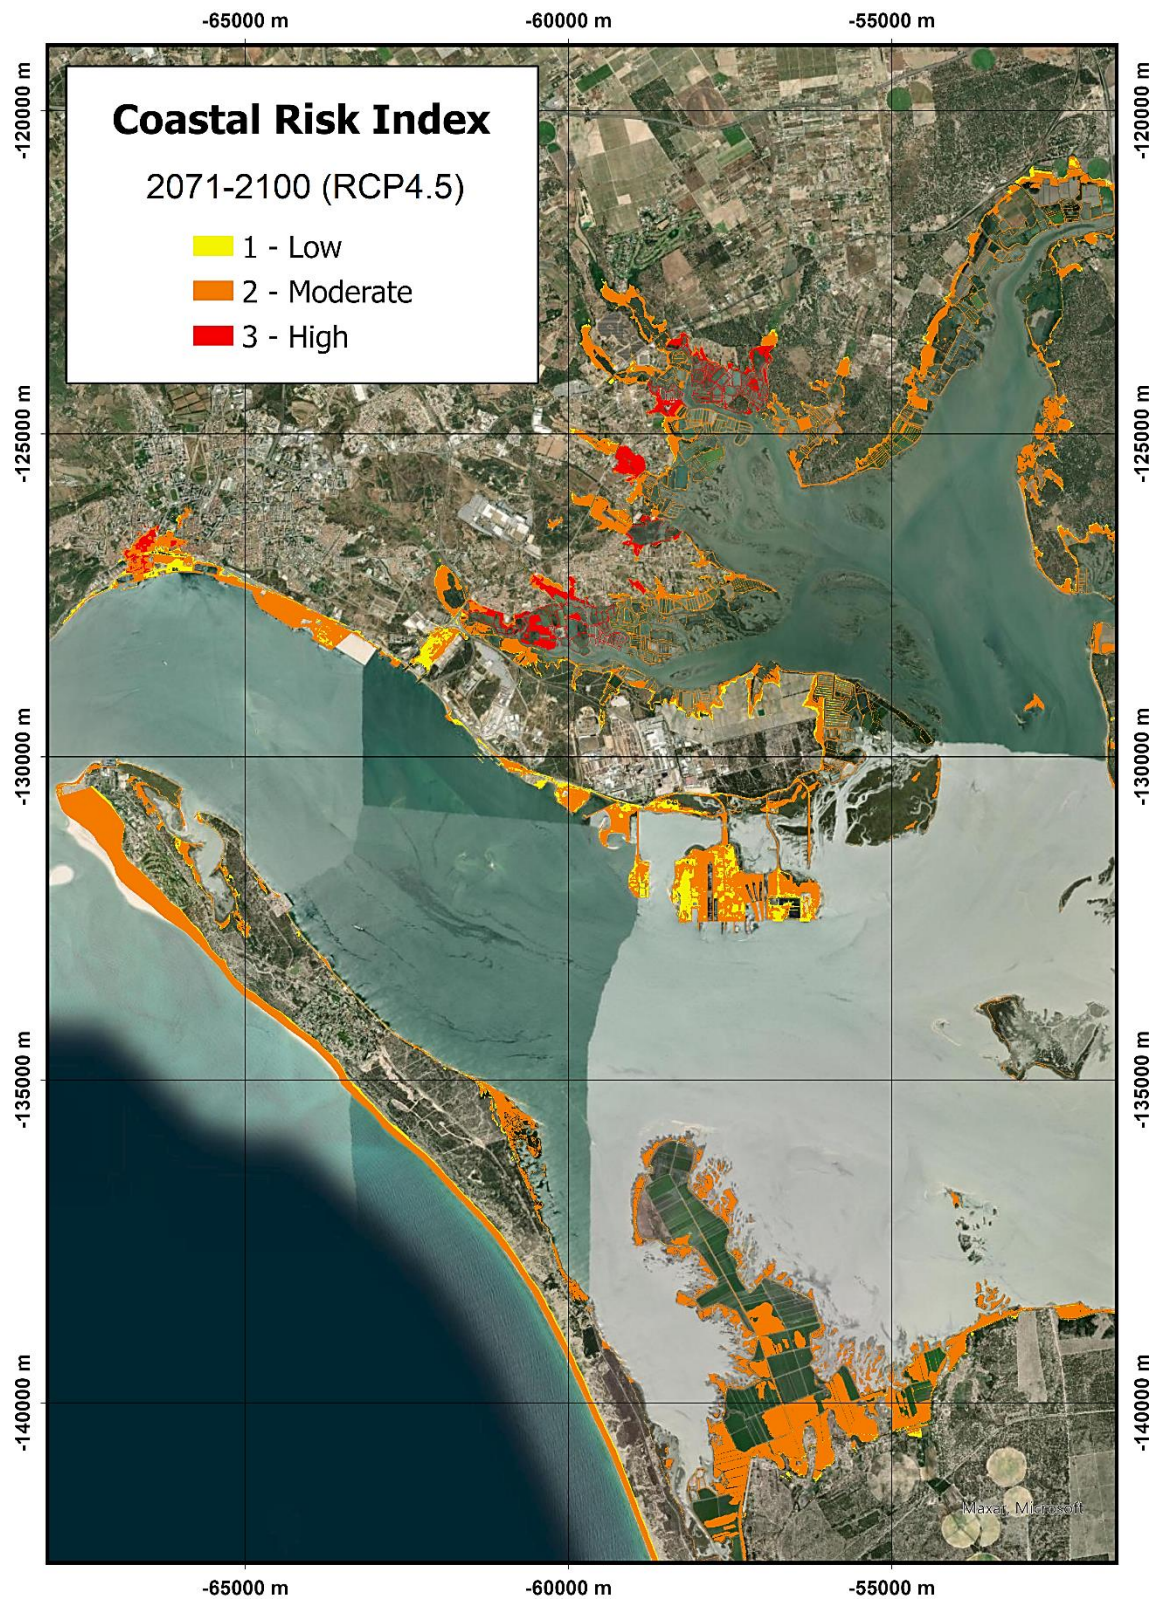 -65000 m
-60000 m
-55000 m
-120000 m
-120000 m
Coastal Risk Index
2071-2100 (RCP4.5)
1 - Low
2 - Moderate
3 - High
-125000 m
-125000 m
-130000 m
-130000 m
-135000 m
-135000 m
-140000 m
-140000 m
Maxar, Microsoft
-65000 m
-60000 m
-55000 m